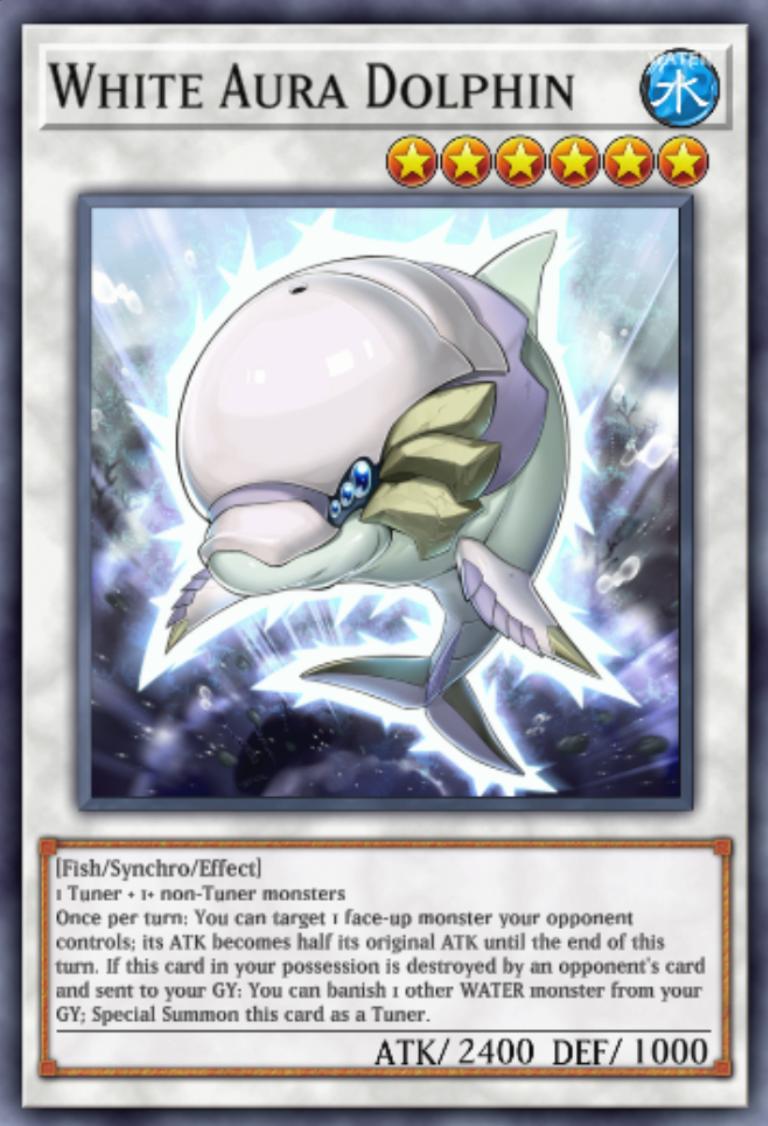 WHITE AURA DOLPHIN
WATER
水
[Fish/Synchro/Effect]
1 Tuner + 1+ non-Tuner monsters
Once per turn: You can target 1 face-up monster your opponent
controls; its ATK becomes half its original ATK until the end of this
turn. If this card in your possession is destroyed by an opponent's card
and sent to your GY: You can banish 1 other WATER monster from your
GY; Special Summon this card as a Tuner.
ATK/ 2400 DEF/ 1000